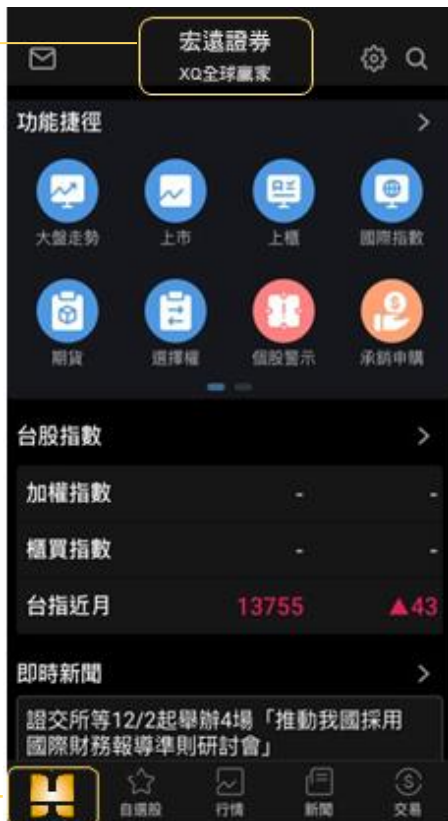 宏遠證券
XQ全球贏家
功能捷徑
大盤走勢 上市 上櫃 國際指數
期貨 選擇權 個股警示 承銷申購
台股指數
加權指數 - -
櫃買指數 - -
台指近月 13755 ▲43
即時新聞
證交所等12/2起舉辦4場「推動我國採用
國際財務報導準則研討會」
自選股 行情 新聞 交易